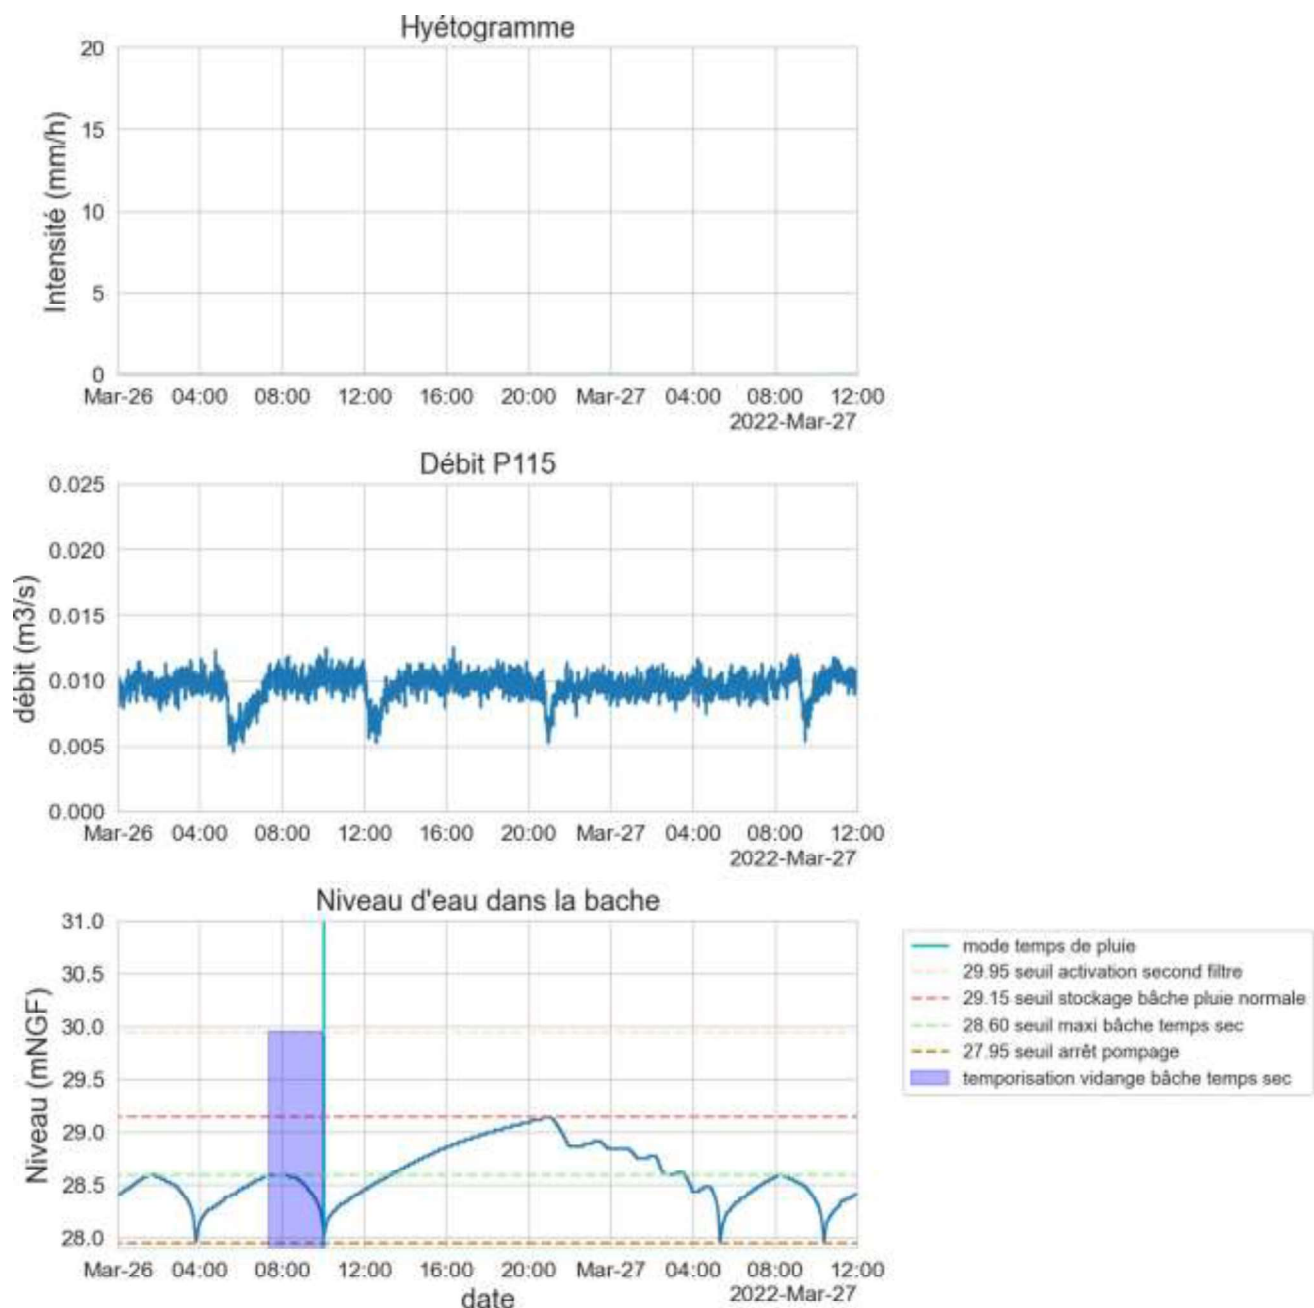 Hyétogramme
20
15
10
5
0
Intensité (mm/h)
Mar-26 04:00 08:00 12:00 16:00 20:00 Mar-27 04:00 08:00 12:00
2022-Mar-27
Débit P115
0.025
0.020
0.015
0.010
0.005
0.000
débit (m3/s)
Mar-26 04:00 08:00 12:00 16:00 20:00 Mar-27 04:00 08:00 12:00
2022-Mar-27
Niveau d'eau dans la bache
31.0
30.5
30.0
29.5
29.0
28.5
28.0
Niveau (mNGF)
Mar-26 04:00 08:00 12:00 16:00 20:00 Mar-27 04:00 08:00 12:00
2022-Mar-27
date
mode temps de pluie
29.95 seuil activation second filtre
29.15 seuil stockage bâche pluie normale
28.60 seuil maxi bâche temps sec
27.95 seuil arrêt pompage
temporisation vidange bâche temps sec